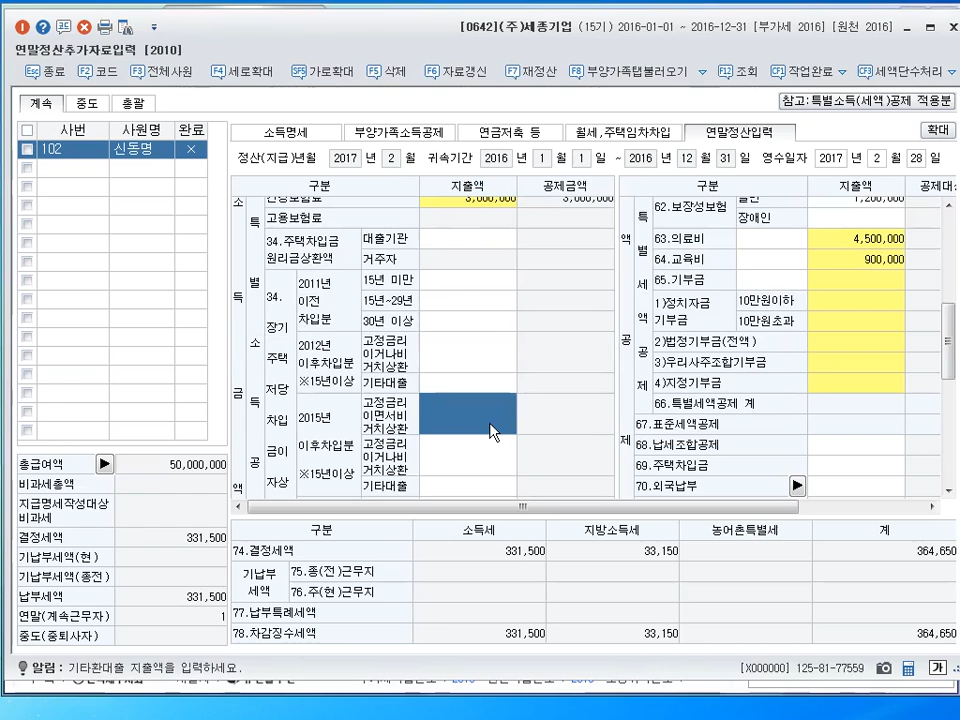 [0642](주)세종기업 (15기) 2016-01-01 ~ 2016-12-31 [부가세 2016] [원천 2016]
연말정산추가자료입력 [2010]
Esc 종료 F2 코드 F3 전체사원 F4 세로확대 SF5 가로확대 F5 삭제 F6 자료갱신 F7 재정산 F8 부양가족탭불러오기 F12 조회 CF1 작업완료 CF3 세액단수처리
계속 중도 총괄 참고:특별소득(세액)공제 적용분
사번 사원명 완료
102 신동명 ×
소득명세 부양가족소득공제 연금저축 등 월세,주택임차차입 연말정산입력 확대
정산(지급)년월 2017 년 2 월 귀속기간 2016 년 1 월 1 일 ~ 2016 년 12 월 31 일 영수일자 2017 년 2 월 28 일
구분 지출액 공제금액
건강보험료 3,000,000 3,000,000
고용보험료
34.주택차입금 대출기관
원리금상환액 거주자
소 득 금 액
특 별 소 득 공
34. 장기 주택 저당 차입 금이 자상
2011년 이전 차입분
15년 미만
15년~29년
30년 이상
2012년 이후차입분 ※15년이상
고정금리
이거나비
거치상환
기타대출
2015년 이후차입분 ※15년이상
고정금리
이면서비
거치상환
고정금리
이거나비
거치상환
기타대출
구분 지출액
액 공 제
특 별 세 액 공 제
62.보장성보험 일반 1,200,000
장애인
63.의료비 4,500,000
64.교육비 900,000
65.기부금
1)정치자금 10만원이하
기부금 10만원초과
2)법정기부금(전액)
3)우리사주조합기부금
4)지정기부금
66.특별세액공제 계
67.표준세액공제
68.납세조합공제
69.주택차입금
70.외국납부
총급여액 50,000,000
비과세총액
지급명세작성대상
비과세
결정세액 331,500
기납부세액(현)
기납부세액(종전)
납부세액 331,500
연말(계속근무자) 1
중도(중퇴사자)
구분 소득세 지방소득세 농어촌특별세 계
74.결정세액 331,500 33,150 364,650
기납부 세액
75.종(전)근무지
76.주(현)근무지
77.납부특례세액
78.차감징수세액 331,500 33,150 364,650
알림 : 기타환대출 지출액을 입력하세요. [X000000] 125-81-77559 가